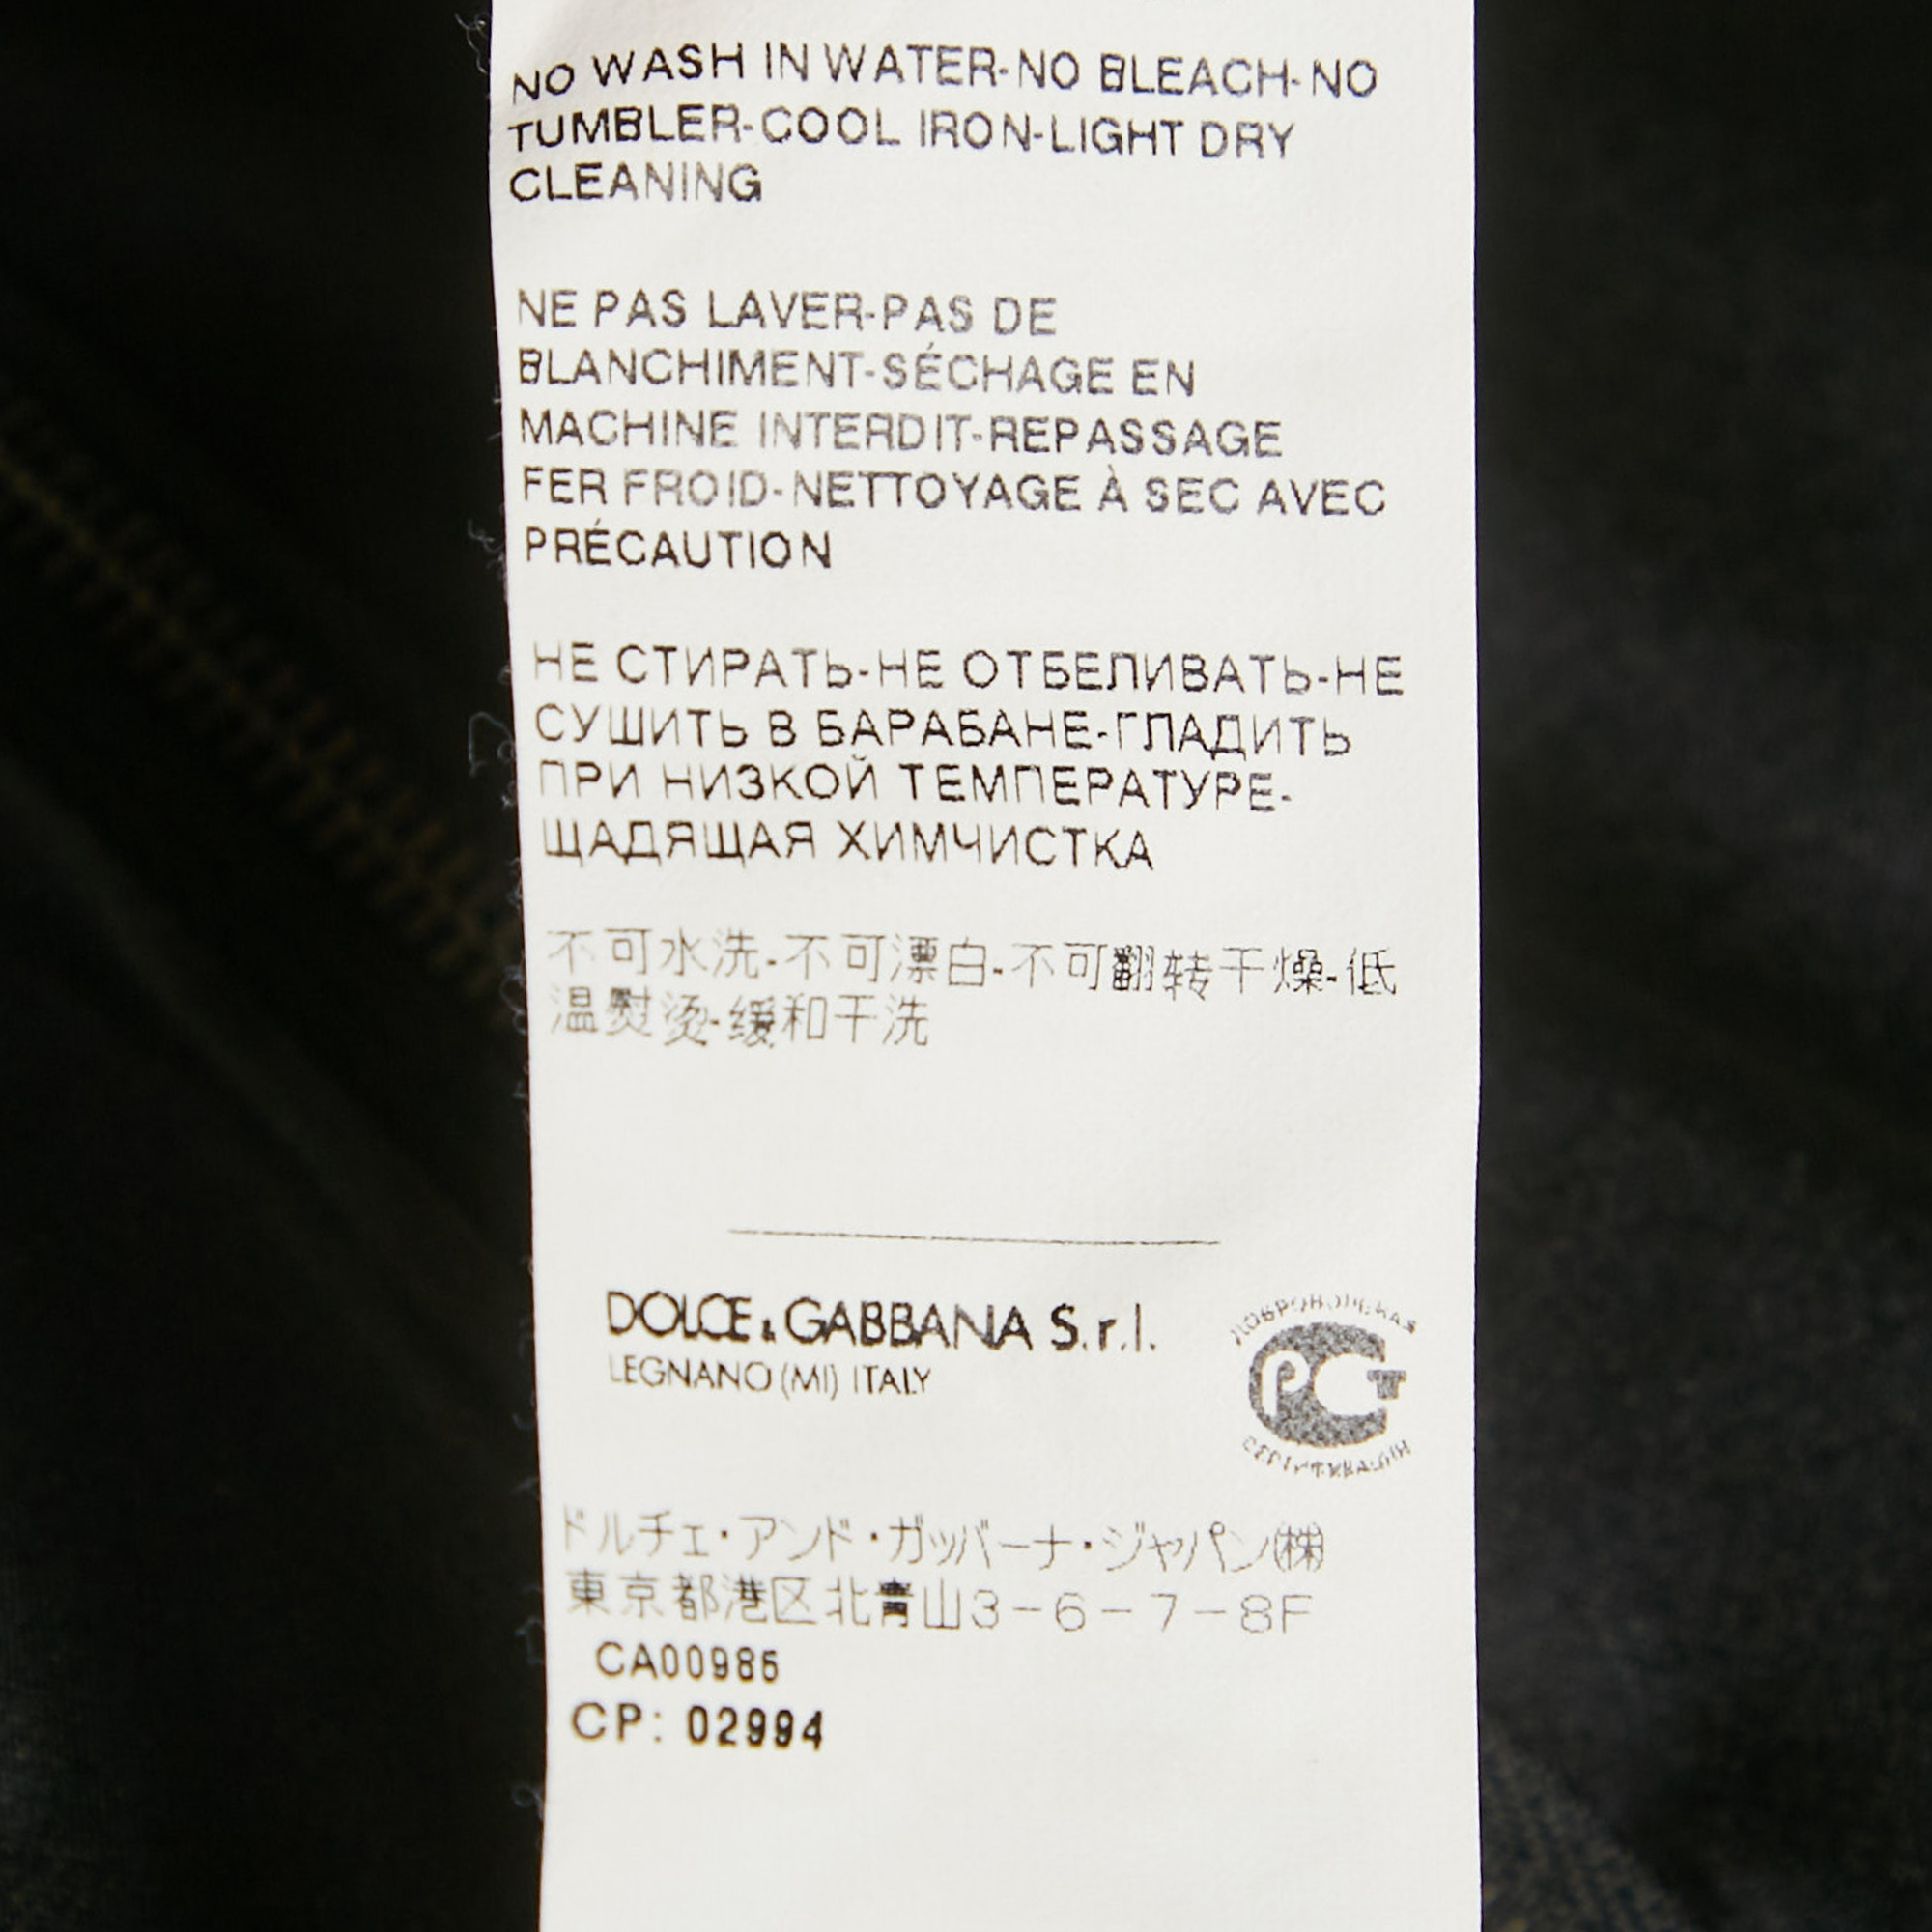 NO WASH IN WATER-NO BLEACH-NO
TUMBLER-COOL IRON-LIGHT DRY
CLEANING
NE PAS LAVER-PAS DE
BLANCHIMENT-SÉCHAGE EN
MACHINE INTERDIT-REPASSAGE
FER FROID-NETTOYAGE À SEC AVEC
PRÉCAUTION
НЕ СТИРАТЬ-НЕ ОТБЕЛИВАТЬ-НЕ
СУШИТЬ В БАРАБАНЕ-ГЛАДИТЬ
ПРИ НИЗКОЙ ТЕМПЕРАТУРЕ-
ЩАДЯЩАЯ ХИМЧИСТКА
不可水洗-不可漂白-不可翻转干燥-低
温熨烫-缓和干洗
DOLCE & GABBANA S.r.l.
LEGNANO (MI) ITALY
РСТ
ドルチェ・アンド・ガッバーナ・ジャパン㈱
東京都港区北青山3-6-7-8F
CA00985
CP: 02994